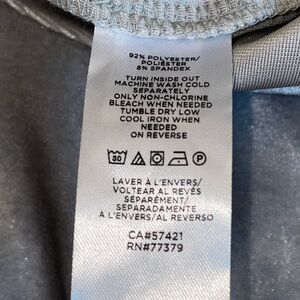 92% POLYESTER/
POLIÉSTER
8% SPANDEX
TURN INSIDE OUT
MACHINE WASH COLD
SEPARATELY
ONLY NON-CHLORINE
BLEACH WHEN NEEDED
TUMBLE DRY LOW
COOL IRON WHEN
NEEDED
ON REVERSE
30 P
LAVER À L'ENVERS/
VOLTEAR AL REVÉS
SÉPARÉMENT/
SEPARADAMENTE
À L'ENVERS/AL REVERSO
CA#57421
RN#77379